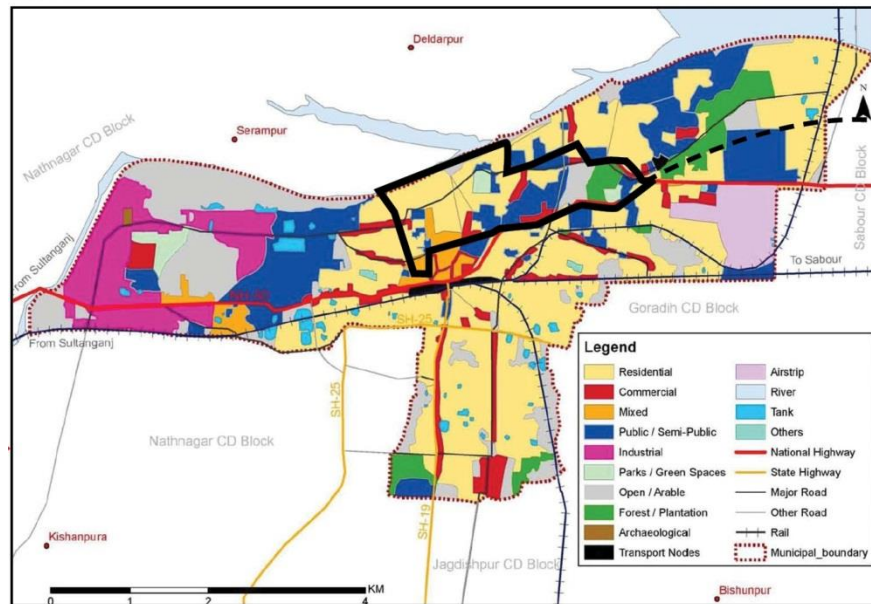 Deldarpur
N
Nathnagar CD Block
Serampur
Sabour CD Block
From Sultanganj
To Sabour
Goradih CD Block
SH-25
From Sultanganj
SH-25
Nathnagar CD Block
SH-19
Kishanpura
Jagdishpur CD Block
Bishunpur
KM
0 1 2 4
Legend
Residential
Commercial
Mixed
Public / Semi-Public
Industrial
Parks / Green Spaces
Open / Arable
Forest / Plantation
Archaeological
Transport Nodes
Airstrip
River
Tank
Others
National Highway
State Highway
Major Road
Other Road
Rail
Municipal_boundary